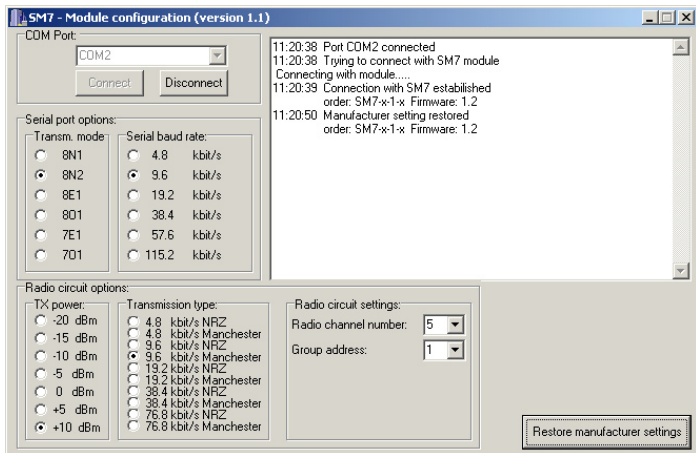 SM7 - Module configuration (version 1.1)
COM Port:
COM2
Connect Disconnect
11:20:38 Port COM2 connected
11:20:38 Trying to connect with SM7 module
Connecting with module.....
11:20:39 Connection with SM7 estabilished
order: SM7-x-1-x Firmware: 1.2
11:20:50 Manufacturer setting restored
order: SM7-x-1-x Firmware: 1.2
Serial port options:
Transm. mode
8N1
8N2
8E1
8O1
7E1
7O1
Serial baud rate:
4.8 kbit/s
9.6 kbit/s
19.2 kbit/s
38.4 kbit/s
57.6 kbit/s
115.2 kbit/s
Radio circuit options:
TX power:
-20 dBm
-15 dBm
-10 dBm
-5 dBm
0 dBm
+5 dBm
+10 dBm
Transmission type:
4.8 kbit/s NRZ
4.8 kbit/s Manchester
9.6 kbit/s NRZ
9.6 kbit/s Manchester
19.2 kbit/s NRZ
19.2 kbit/s Manchester
38.4 kbit/s NRZ
38.4 kbit/s Manchester
76.8 kbit/s NRZ
76.8 kbit/s Manchester
Radio circuit settings:
Radio channel number: 5
Group address: 1
Restore manufacturer settings